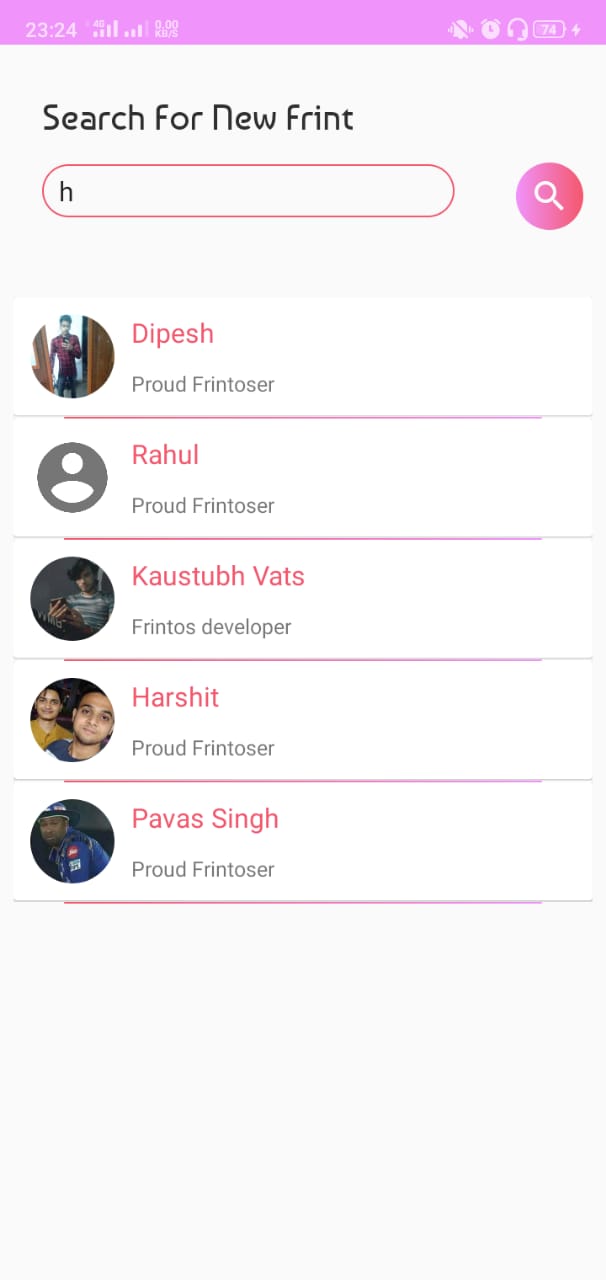 23:24 4G 0.00 KB/S 74
Search For New Frint
h
Dipesh
Proud Frintoser
Rahul
Proud Frintoser
Kaustubh Vats
Frintos developer
Harshit
Proud Frintoser
Pavas Singh
Proud Frintoser